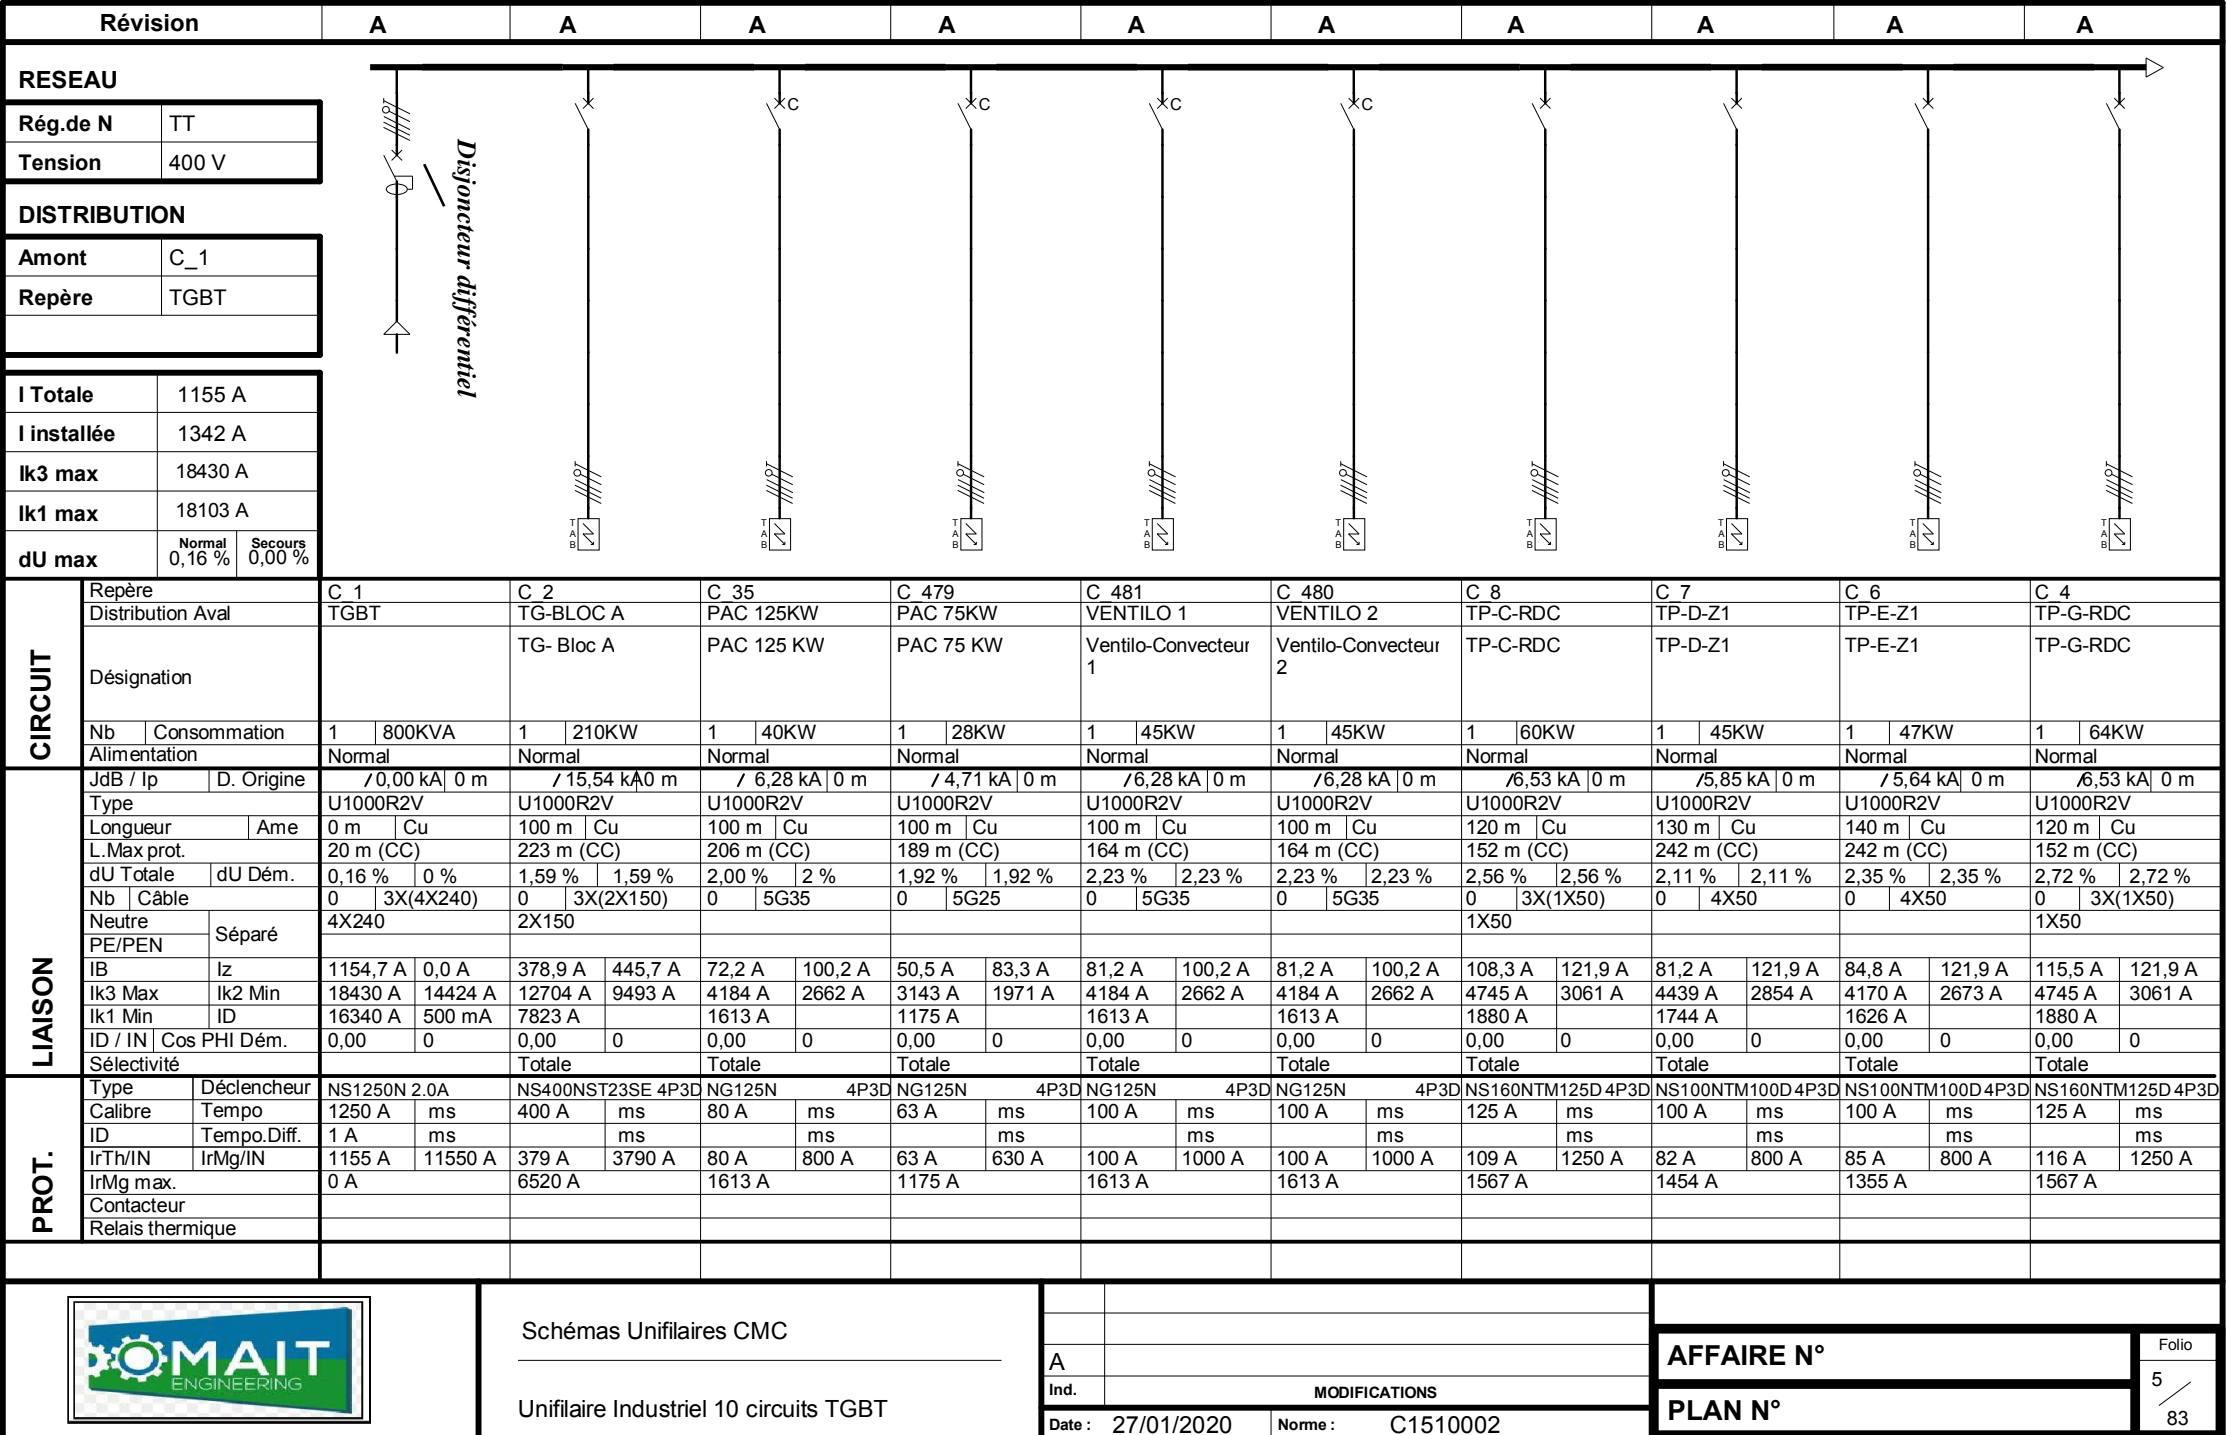 Révision A A A A A A A A A A
RESEAU
Rég.de N TT
Tension 400 V
DISTRIBUTION
Amont C_1
Repère TGBT
Disjoncteur différentiel
I Totale 1155 A
I installée 1342 A
Ik3 max 18430 A
Ik1 max 18103 A
dU max Normal 0,16 % Secours 0,00 %
C C C C
T A B T A B T A B T A B T A B T A B T A B T A B T A B
CIRCUIT
Repère C_1 C_2 C_35 C_479 C_481 C_480 C_8 C_7 C_6 C_4
Distribution Aval TGBT TG-BLOC A PAC 125KW PAC 75KW VENTILO 1 VENTILO 2 TP-C-RDC TP-D-Z1 TP-E-Z1 TP-G-RDC
Désignation TG- Bloc A PAC 125 KW PAC 75 KW Ventilo-Convecteur 1 Ventilo-Convecteur 2 TP-C-RDC TP-D-Z1 TP-E-Z1 TP-G-RDC
Nb Consommation 1 800KVA 1 210KW 1 40KW 1 28KW 1 45KW 1 45KW 1 60KW 1 45KW 1 47KW 1 64KW
Alimentation Normal Normal Normal Normal Normal Normal Normal Normal Normal Normal
LIAISON
JdB / Ip D. Origine / 0,00 kA 0 m / 15,54 kA 0 m / 6,28 kA 0 m / 4,71 kA 0 m / 6,28 kA 0 m / 6,28 kA 0 m / 6,53 kA 0 m / 5,85 kA 0 m / 5,64 kA 0 m / 6,53 kA 0 m
Type U1000R2V U1000R2V U1000R2V U1000R2V U1000R2V U1000R2V U1000R2V U1000R2V U1000R2V U1000R2V
Longueur Ame 0 m Cu 100 m Cu 100 m Cu 100 m Cu 100 m Cu 100 m Cu 120 m Cu 130 m Cu 140 m Cu 120 m Cu
L.Max prot. 20 m (CC) 223 m (CC) 206 m (CC) 189 m (CC) 164 m (CC) 164 m (CC) 152 m (CC) 242 m (CC) 242 m (CC) 152 m (CC)
dU Totale dU Dém. 0,16 % 0 % 1,59 % 1,59 % 2,00 % 2 % 1,92 % 1,92 % 2,23 % 2,23 % 2,23 % 2,23 % 2,56 % 2,56 % 2,11 % 2,11 % 2,35 % 2,35 % 2,72 % 2,72 %
Nb Câble 0 3X(4X240) 0 3X(2X150) 0 5G35 0 5G25 0 5G35 0 5G35 0 3X(1X50) 0 4X50 0 4X50 0 3X(1X50)
Neutre Séparé 4X240 2X150 1X50 1X50
PE/PEN
IB Iz 1154,7 A 0,0 A 378,9 A 445,7 A 72,2 A 100,2 A 50,5 A 83,3 A 81,2 A 100,2 A 81,2 A 100,2 A 108,3 A 121,9 A 81,2 A 121,9 A 84,8 A 121,9 A 115,5 A 121,9 A
Ik3 Max Ik2 Min 18430 A 14424 A 12704 A 9493 A 4184 A 2662 A 3143 A 1971 A 4184 A 2662 A 4184 A 2662 A 4745 A 3061 A 4439 A 2854 A 4170 A 2673 A 4745 A 3061 A
Ik1 Min ID 16340 A 500 mA 7823 A 1613 A 1175 A 1613 A 1613 A 1880 A 1744 A 1626 A 1880 A
ID / IN Cos PHI Dém. 0,00 0 0,00 0 0,00 0 0,00 0 0,00 0 0,00 0 0,00 0 0,00 0 0,00 0 0,00 0
Sélectivité Totale Totale Totale Totale Totale Totale Totale Totale Totale
PROT.
Type Déclencheur NS1250N 2.0A NS400NST23SE 4P3D NG125N 4P3D NG125N 4P3D NG125N 4P3D NG125N 4P3D NS160NTM125D 4P3D NS100NTM100D 4P3D NS100NTM100D 4P3D NS160NTM125D 4P3D
Calibre Tempo 1250 A ms 400 A ms 80 A ms 63 A ms 100 A ms 100 A ms 125 A ms 100 A ms 100 A ms 125 A ms
ID Tempo.Diff. 1 A ms ms ms ms ms ms ms ms ms ms
IrTh/IN IrMg/IN 1155 A 11550 A 379 A 3790 A 80 A 800 A 63 A 630 A 100 A 1000 A 100 A 1000 A 109 A 1250 A 82 A 800 A 85 A 800 A 116 A 1250 A
IrMg max. 0 A 6520 A 1613 A 1175 A 1613 A 1613 A 1567 A 1454 A 1355 A 1567 A
Contacteur
Relais thermique
OMAIT
ENGINEERING
Schémas Unifilaires CMC
Unifilaire Industriel 10 circuits TGBT
A
Ind. MODIFICATIONS
Date : 27/01/2020 Norme : C1510002
AFFAIRE N°
PLAN N°
Folio
5 / 83